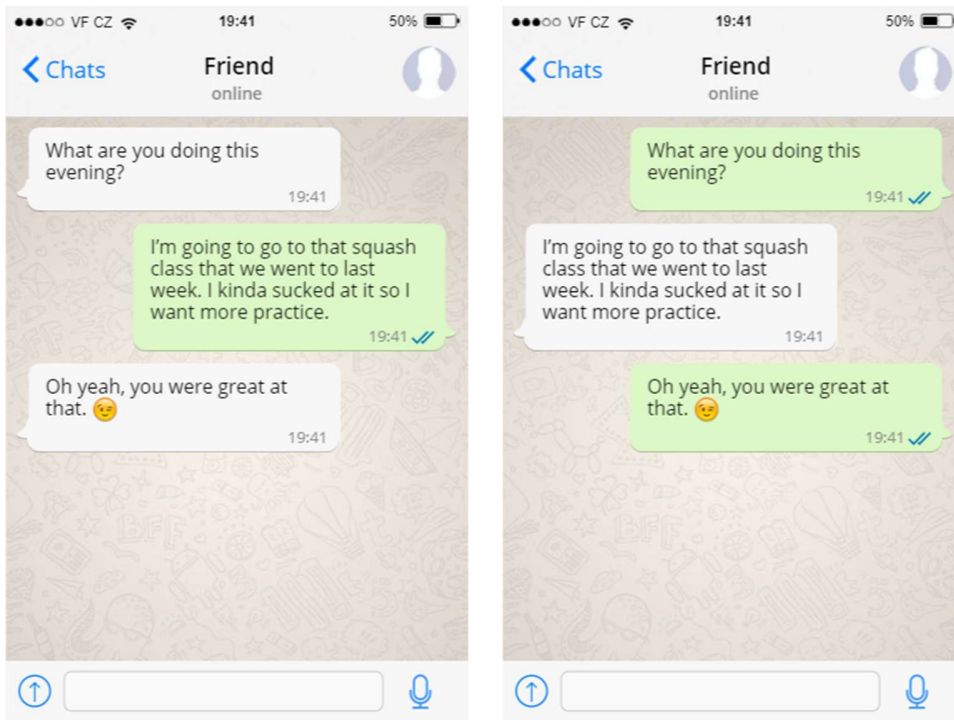 VF CZ 19:41 50%
Chats Friend
online
What are you doing this
evening?
19:41
I’m going to go to that squash
class that we went to last
week. I kinda sucked at it so I
want more practice.
19:41
Oh yeah, you were great at
that. 😉
19:41
BFF
VF CZ 19:41 50%
Chats Friend
online
What are you doing this
evening?
19:41
I’m going to go to that squash
class that we went to last
week. I kinda sucked at it so I
want more practice.
19:41
Oh yeah, you were great at
that. 😉
19:41
BFF